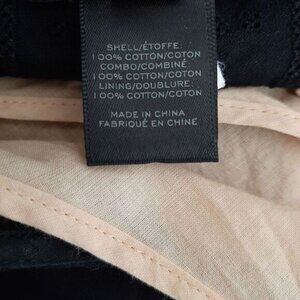 SHELL/ÉTOFFE:
100% COTTON/COTON
COMBO/COMBINÉ:
100% COTTON/COTON
LINING/DOUBLURE:
100% COTTON/COTON
MADE IN CHINA
FABRIQUÉ EN CHINE